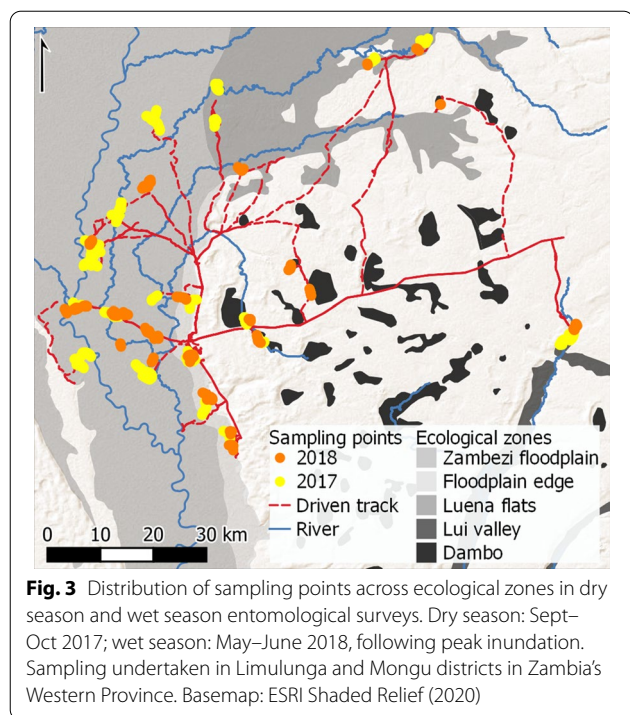 Sampling points
2018
2017
Driven track
River
Ecological zones
Zambezi floodplain
Floodplain edge
Luena flats
Lui valley
Dambo
0 10 20 30 km
Fig. 3 Distribution of sampling points across ecological zones in dry
season and wet season entomological surveys. Dry season: Sept–
Oct 2017; wet season: May–June 2018, following peak inundation.
Sampling undertaken in Limulunga and Mongu districts in Zambia's
Western Province. Basemap: ESRI Shaded Relief (2020)